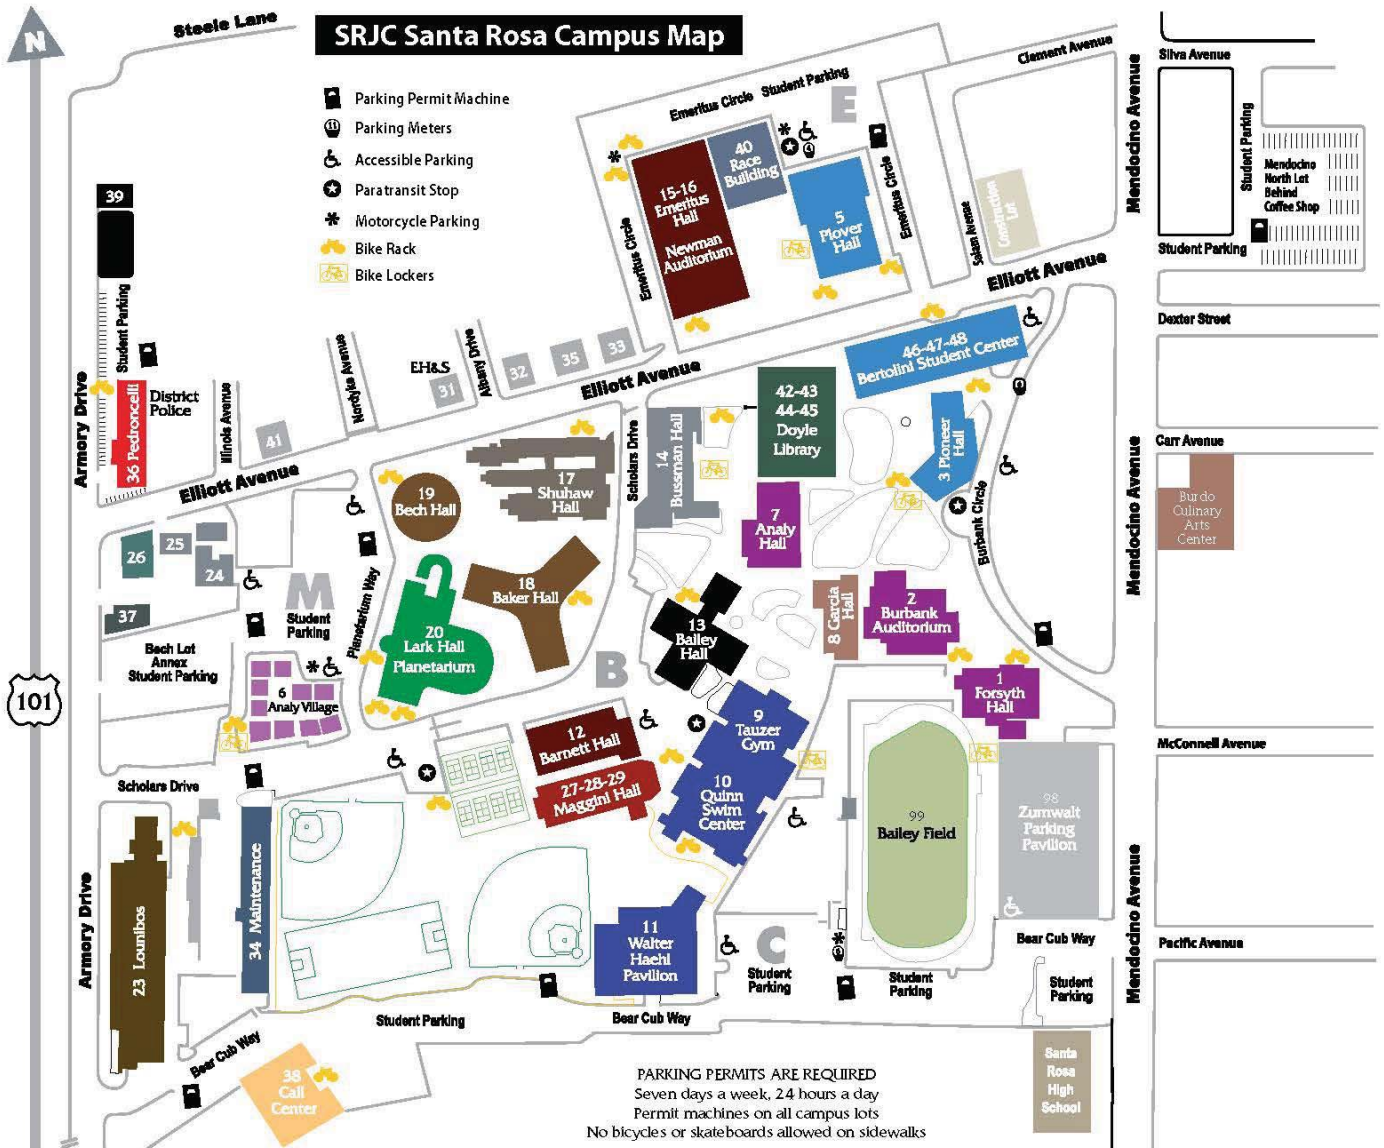 SRJC Santa Rosa Campus Map
N
Steele Lane
Parking Permit Machine
Parking Meters
Accessible Parking
Paratransit Stop
Motorcycle Parking
Bike Rack
Bike Lockers
Emeritus Circle Student Parking
E
Clement Avenue
Mendocino Avenue
Silva Avenue
Student Parking
Mendocino
North Lot
Behind
Coffee Shop
Student Parking
Dexter Street
40
Race
Building
15-16
Emeritus
Hall
Newman
Auditorium
5
Plover
Hall
Emeritus Circle
Emeritus Circle
Salem Avenue
Construction
Lot
Elliott Avenue
39
Student Parking
Armory Drive
36 Pedroncelli
District
Police
Illinois Avenue
41
Nordyke Avenue
EH&S
31
Albany Drive
32
35
33
Elliott Avenue
Elliott Avenue
46-47-48
Bertolini Student Center
42-43
44-45
Doyle
Library
3 Pioneer
Hall
Burbank Circle
Mendocino Avenue
Carr Avenue
Burdo
Culinary
Arts
Center
Scholars Drive
14
Bussman Hall
17
Shuhaw
Hall
19
Bech Hall
7
Analy
Hall
26
25
24
37
M
Student
Parking
Planetarium Way
18
Baker Hall
20
Lark Hall
Planetarium
13
Bailey
Hall
8 Garcia
Hall
2
Burbank
Auditorium
Bech Lot
Annex
Student Parking
6
Analy Village
B
1
Forsyth
Hall
101
9
Tauzer
Gym
12
Barnett Hall
27-28-29
Maggini Hall
10
Quinn
Swim
Center
99
Bailey Field
98
Zumwalt
Parking
Pavilion
McConnell Avenue
Scholars Drive
Armory Drive
23 Lounibos
34 Maintenance
11
Walter
Haehl
Pavilion
C
Student
Parking
Student
Parking
Bear Cub Way
Student
Parking
Mendocino Avenue
Pacific Avenue
Student Parking
Bear Cub Way
Bear Cub Way
38
Call
Center
Santa
Rosa
High
School
PARKING PERMITS ARE REQUIRED
Seven days a week, 24 hours a day
Permit machines on all campus lots
No bicycles or skateboards allowed on sidewalks